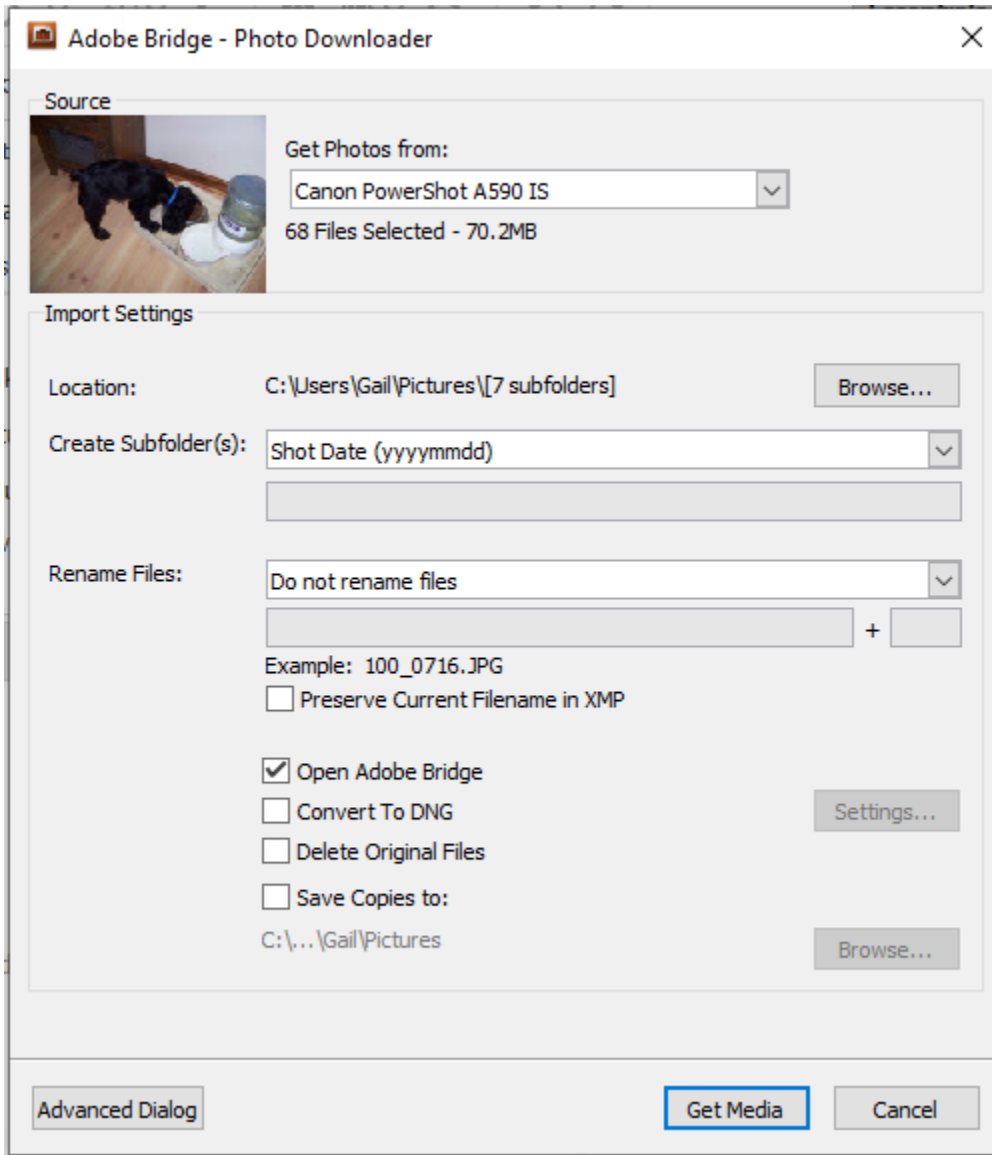 Adobe Bridge - Photo Downloader
Source
Get Photos from:
Canon PowerShot A590 IS
68 Files Selected - 70.2MB
Import Settings
Location: C:\Users\Gail\Pictures\[7 subfolders] Browse...
Create Subfolder(s): Shot Date (yyyymmdd)
Rename Files: Do not rename files
+
Example: 100_0716.JPG
Preserve Current Filename in XMP
Open Adobe Bridge
Convert To DNG Settings...
Delete Original Files
Save Copies to:
C:\...\Gail\Pictures Browse...
Advanced Dialog Get Media Cancel